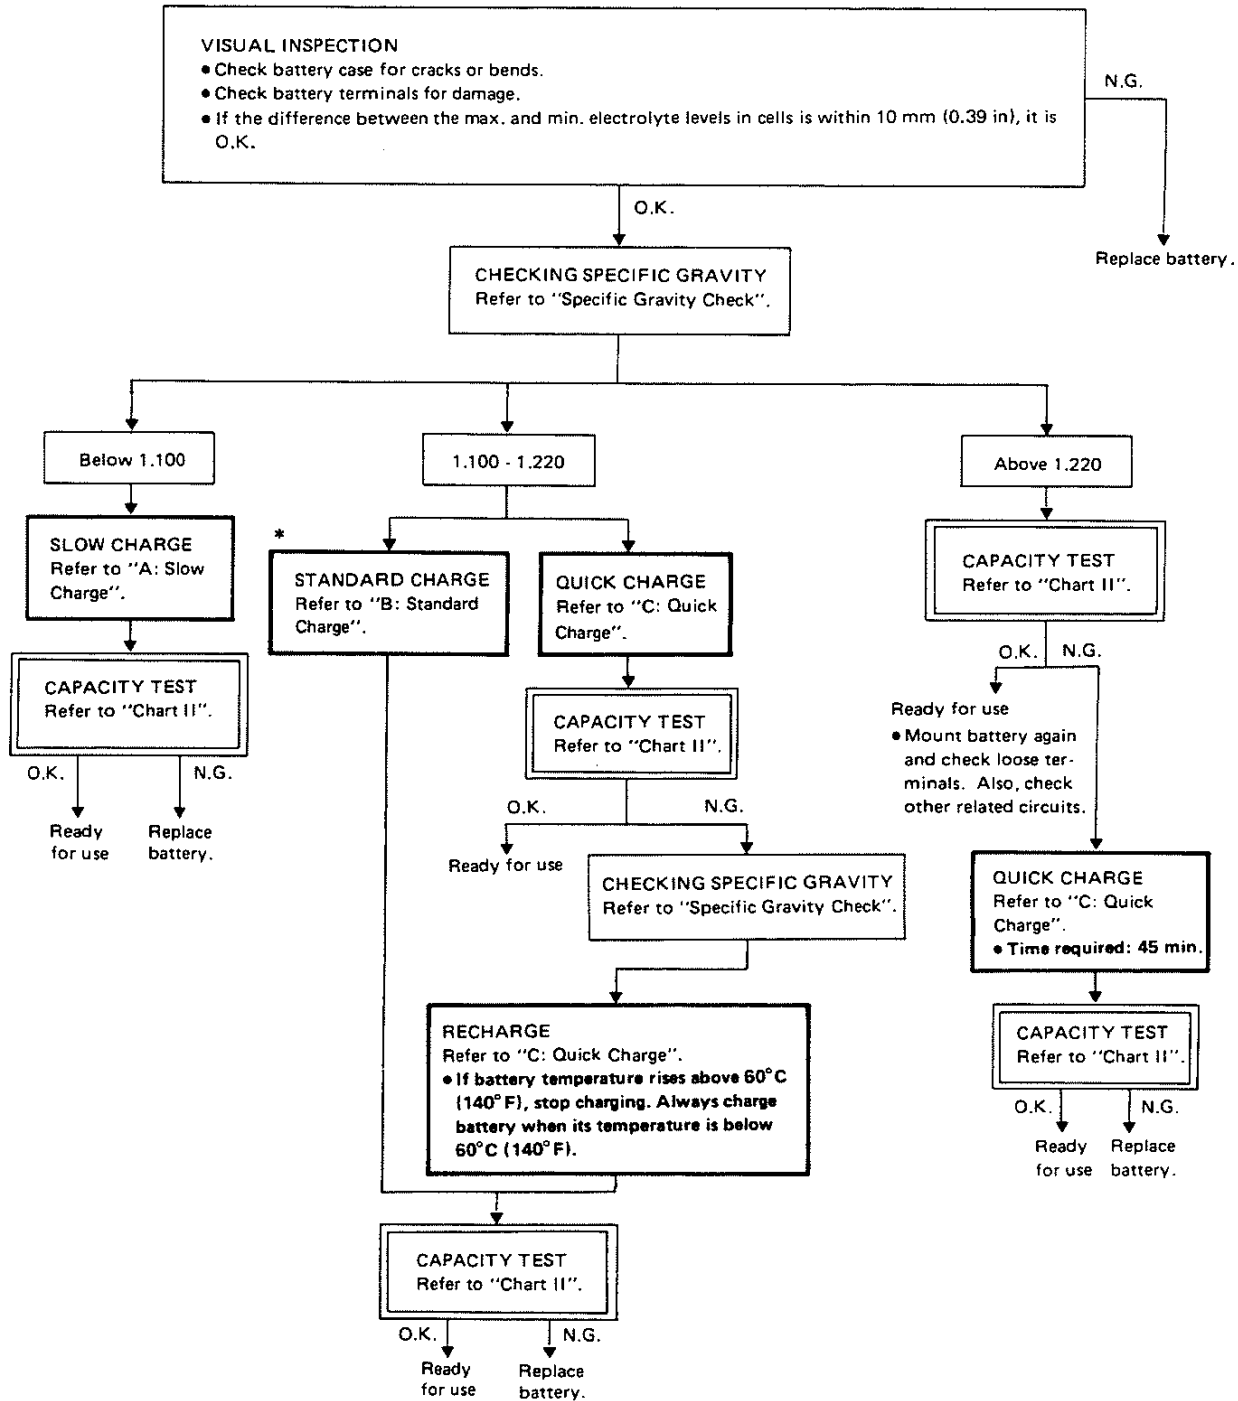 VISUAL INSPECTION
● Check battery case for cracks or bends.
● Check battery terminals for damage.
● If the difference between the max. and min. electrolyte levels in cells is within 10 mm (0.39 in), it is
O.K.
N.G.
O.K.
Replace battery.
CHECKING SPECIFIC GRAVITY
Refer to "Specific Gravity Check".
Below 1.100
1.100 - 1.220
Above 1.220
SLOW CHARGE
Refer to "A: Slow
Charge".
*
STANDARD CHARGE
Refer to "B: Standard
Charge".
QUICK CHARGE
Refer to "C: Quick
Charge".
CAPACITY TEST
Refer to "Chart II".
O.K.
N.G.
CAPACITY TEST
Refer to "Chart II".
O.K.
N.G.
Ready
for use
Replace
battery.
CAPACITY TEST
Refer to "Chart II".
O.K.
N.G.
Ready for use
Ready for use
● Mount battery again
and check loose ter-
minals. Also, check
other related circuits.
CHECKING SPECIFIC GRAVITY
Refer to "Specific Gravity Check".
QUICK CHARGE
Refer to "C: Quick
Charge".
● Time required: 45 min.
RECHARGE
Refer to "C: Quick Charge".
● If battery temperature rises above 60°C
(140°F), stop charging. Always charge
battery when its temperature is below
60°C (140°F).
CAPACITY TEST
Refer to "Chart II".
O.K.
N.G.
Ready
for use
Replace
battery.
CAPACITY TEST
Refer to "Chart II".
O.K.
N.G.
Ready
for use
Replace
battery.